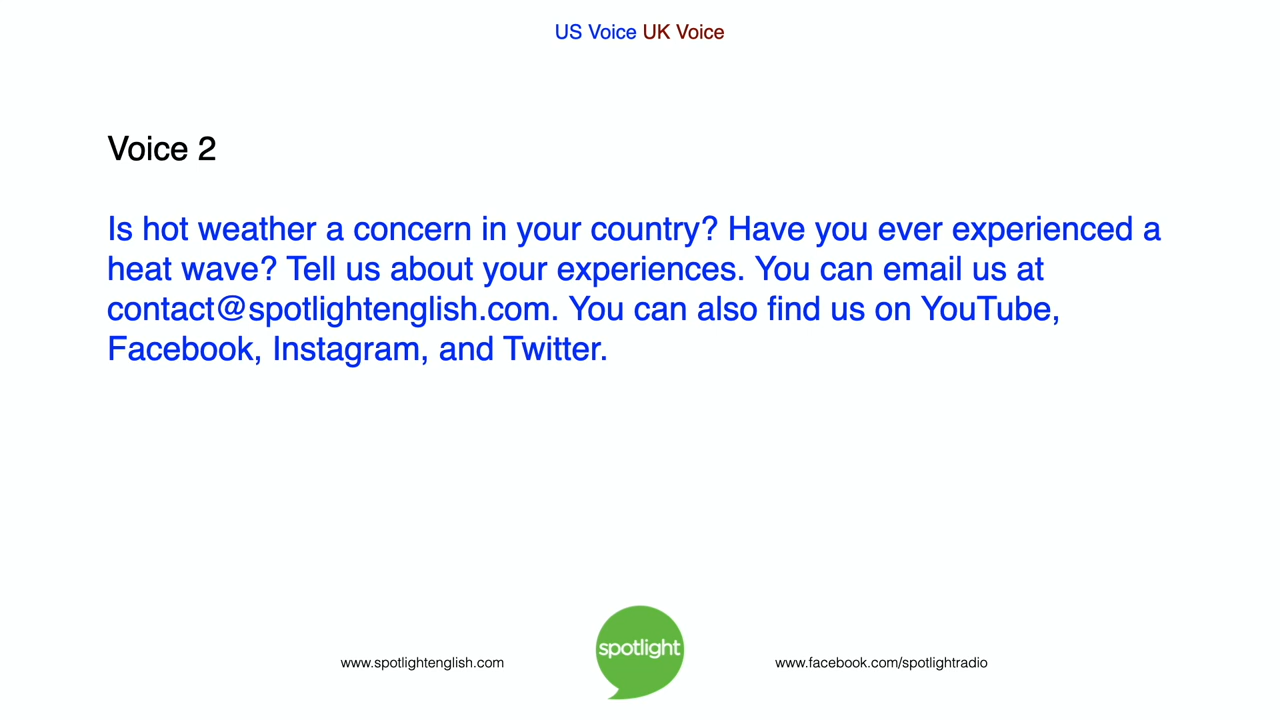 US Voice UK Voice
Voice 2
Is hot weather a concern in your country? Have you ever experienced a
heat wave? Tell us about your experiences. You can email us at
contact@spotlightenglish.com. You can also find us on YouTube,
Facebook, Instagram, and Twitter.
www.spotlightenglish.com
spotlight
www.facebook.com/spotlightradio